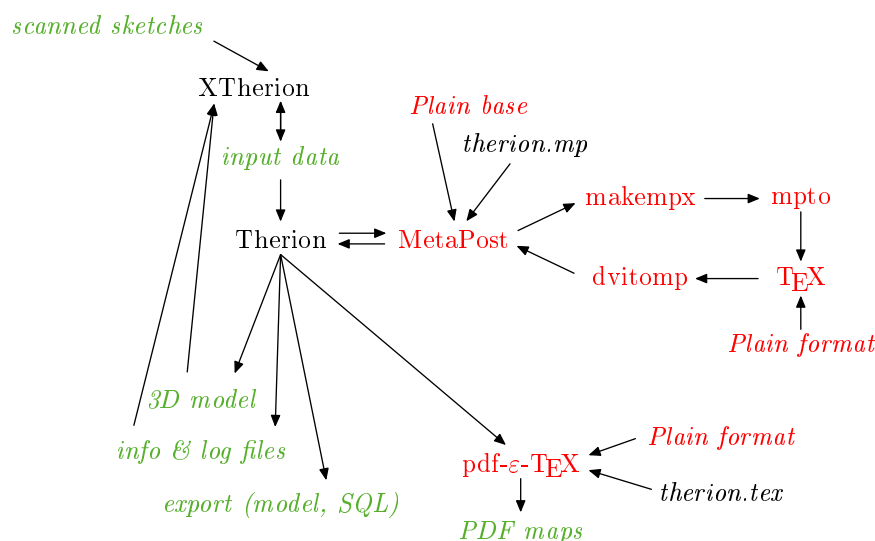 scanned sketches
XTherion
Plain base
therion.mp
input data
makempx
mpto
Therion
MetaPost
dvitomp
TEX
Plain format
3D model
info & log files
Plain format
pdf-ε-TEX
therion.tex
export (model, SQL)
PDF maps